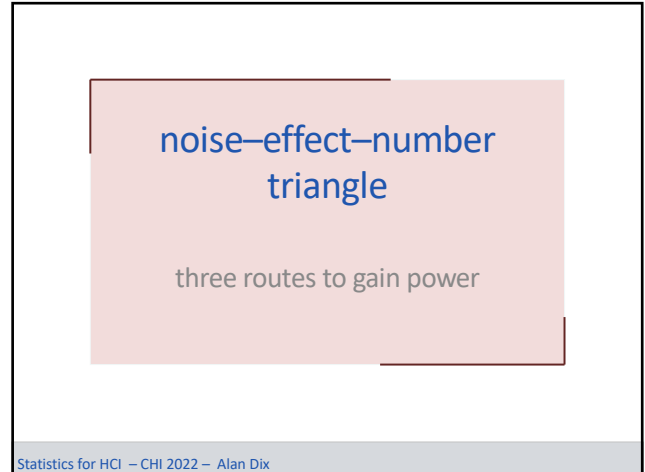 noise–effect–number
triangle
three routes to gain power
Statistics for HCI – CHI 2022 – Alan Dix